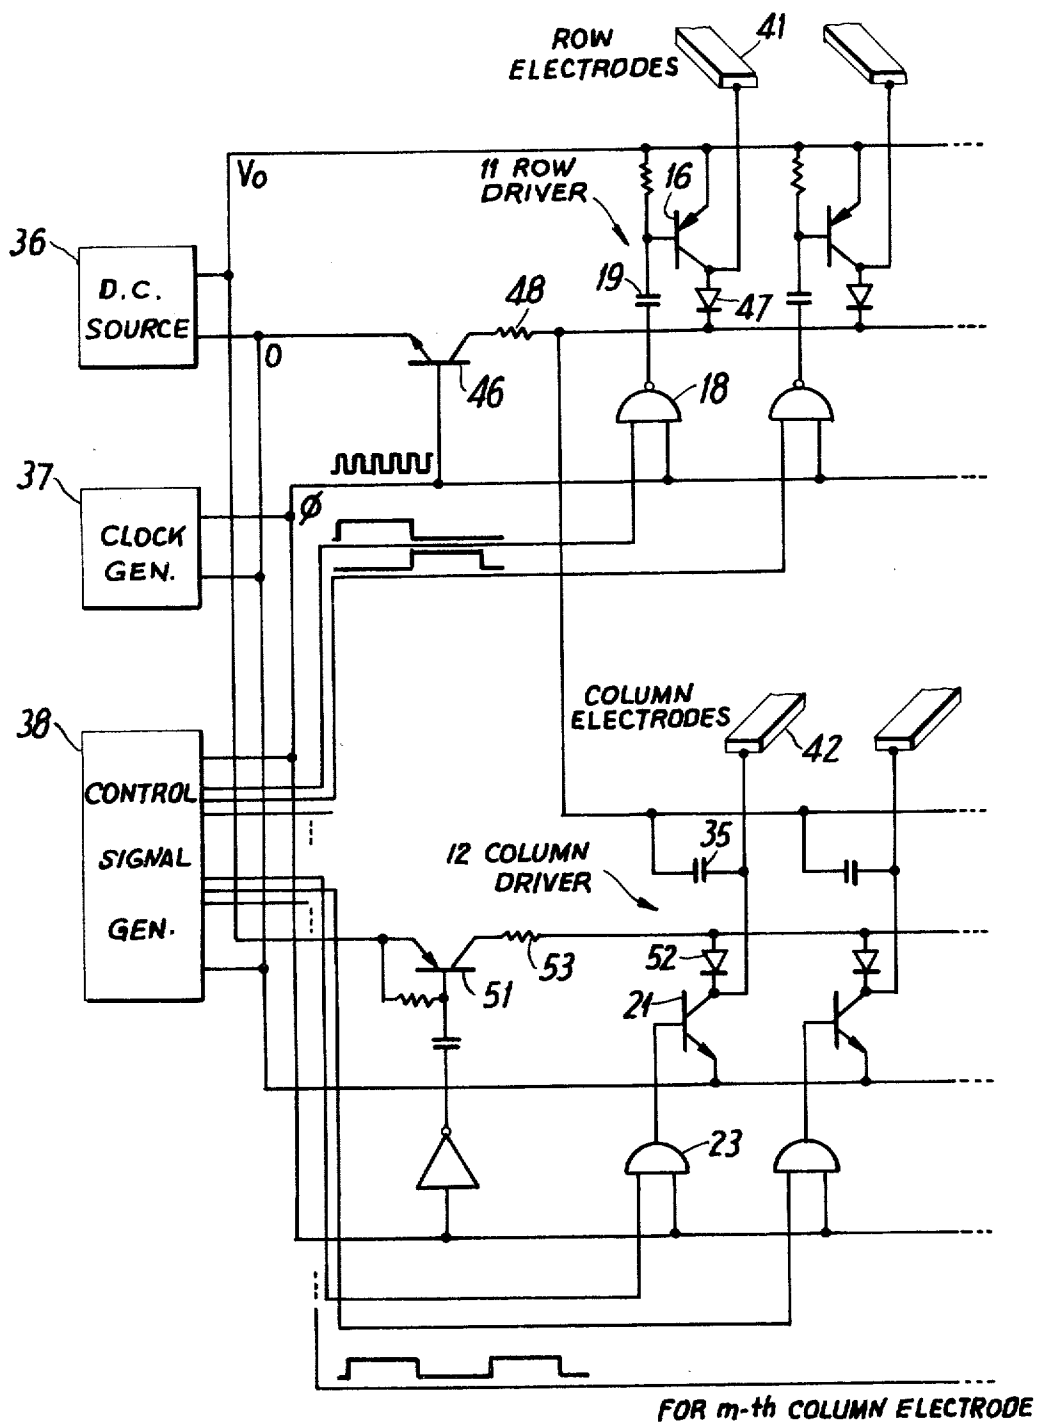 ROW
ELECTRODES
41
Vo
11 ROW
DRIVER
16
36
D.C.
SOURCE
19
48
47
O
46
18
37
CLOCK
GEN.
φ
38
CONTROL
SIGNAL
GEN.
COLUMN
ELECTRODES
42
35
12 COLUMN
DRIVER
53
52
51
21
23
FOR m-th COLUMN ELECTRODE